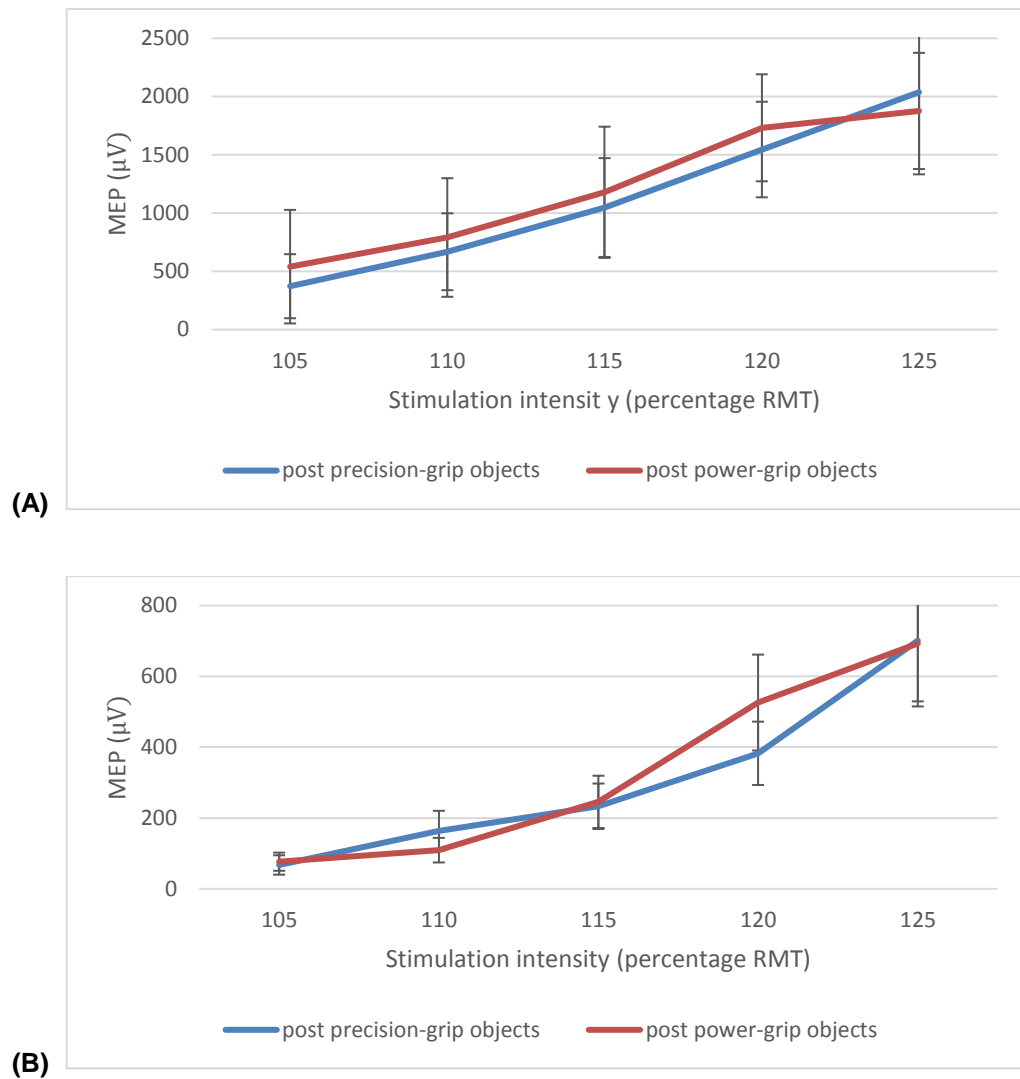 2500
2000
1500
1000
500
0
MEP (µV)
105 110 115 120 125
Stimulation intensit y (percentage RMT)
post precision-grip objects post power-grip objects
(A)
800
600
400
200
0
MEP (µV)
105 110 115 120 125
Stimulation intensity (percentage RMT)
post precision-grip objects post power-grip objects
(B)